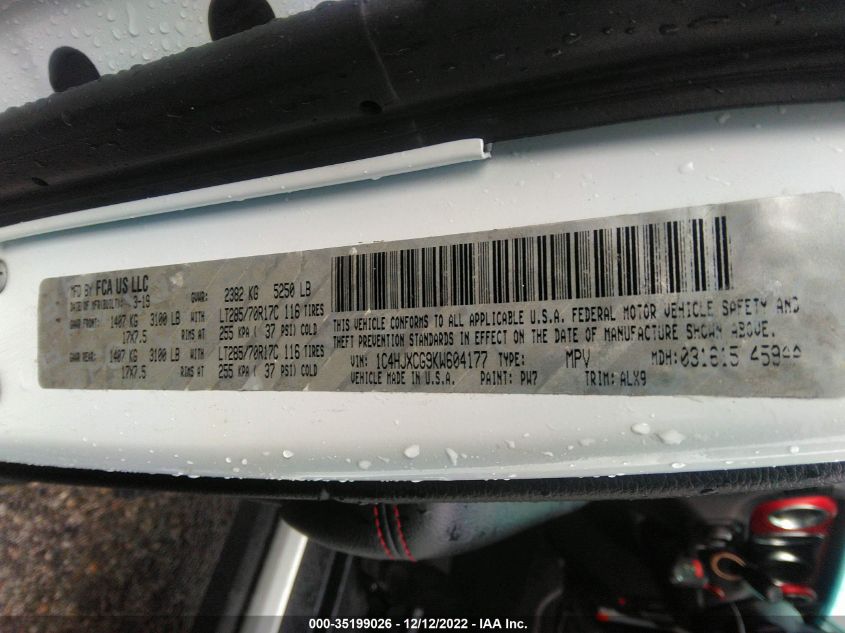 MFD BY FCA US LLC
DATE OF MFR(BUILT): 3-19 GVWR: 2382 KG 5250 LB
GAWR FRONT: 1407 KG 3100 LB LT285/70R17C 116 TIRES
17X7.5 RIMS AT 255 KPA ( 37 PSI) COLD
GAWR REAR: 1407 KG 3100 LB LT285/70R17C 116 TIRES
17X7.5 RIMS AT 255 KPA ( 37 PSI) COLD
THIS VEHICLE CONFORMS TO ALL APPLICABLE U.S.A. FEDERAL MOTOR VEHICLE SAFETY AND
THEFT PREVENTION STANDARDS IN EFFECT ON THE DATE OF MANUFACTURE SHOWN ABOVE.
VIN: 1C4HJXCG9KW604177 TYPE: MPV MDH: 031615
VEHICLE MADE IN U.S.A. PAINT: PW7 TRIM: ALX9
000-35199026 - 12/12/2022 - IAA Inc.